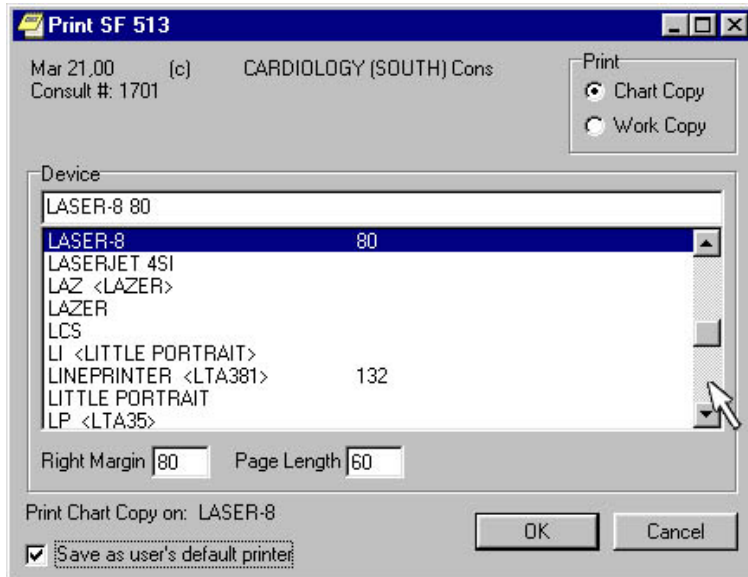 Print SF 513
Mar 21,00 (c) CARDIOLOGY (SOUTH) Cons
Consult #: 1701
Print
Chart Copy
Work Copy
Device
LASER-8 80
LASER-8 80
LASERJET 4SI
LAZ <LAZER>
LAZER
LCS
LI <LITTLE PORTRAIT>
LINEPRINTER <LTA381> 132
LITTLE PORTRAIT
LP <LTA35>
Right Margin 80 Page Length 60
Print Chart Copy on: LASER-8
Save as user's default printer
OK Cancel